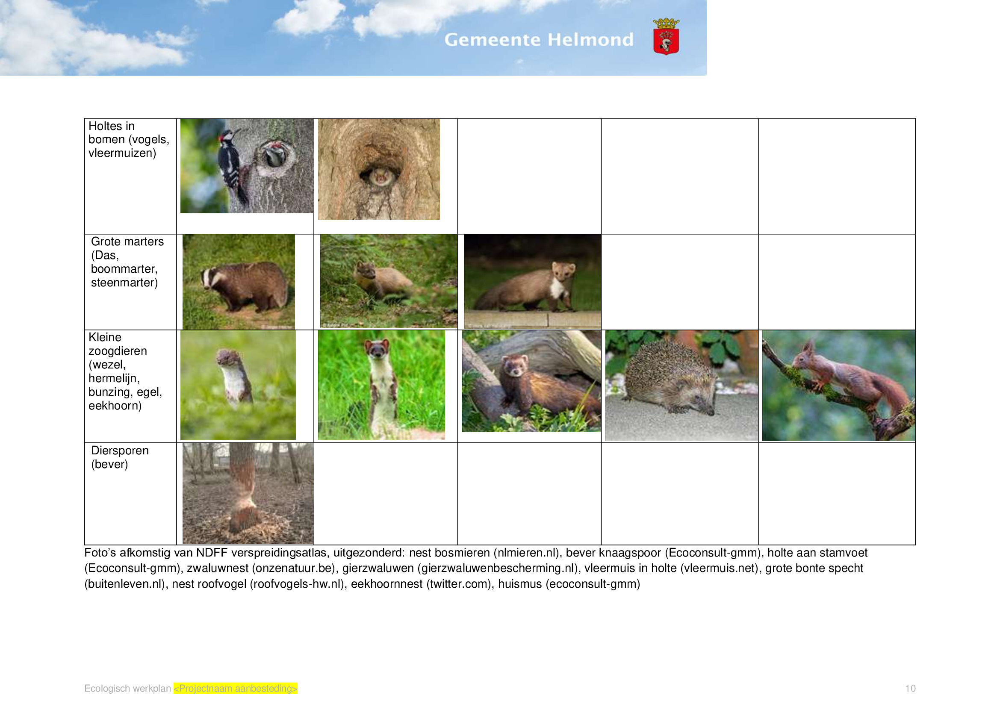 Gemeente Helmond
Holtes in
bomen (vogels,
vleermuizen)
Grote marters
(Das,
boommarter,
steenmarter)
Kleine
zoogdieren
(wezel,
hermelijn,
bunzing, egel,
eekhoorn)
Diersporen
(bever)
Foto's afkomstig van NDFF verspreidingsatlas, uitgezonderd: nest bosmieren (nlmieren.nl), bever knaagspoor (Ecoconsult-gmm), holte aan stamvoet
(Ecoconsult-gmm), zwaluwnest (onzenatuur.be), gierzwaluwen (gierzwaluwenbescherming.nl), vleermuis in holte (vleermuis.net), grote bonte specht
(buitenleven.nl), nest roofvogel (roofvogels-hw.nl), eekhoornnest (twitter.com), huismus (ecoconsult-gmm)
Ecologisch werkplan <Projectnaam aanbesteding>
10